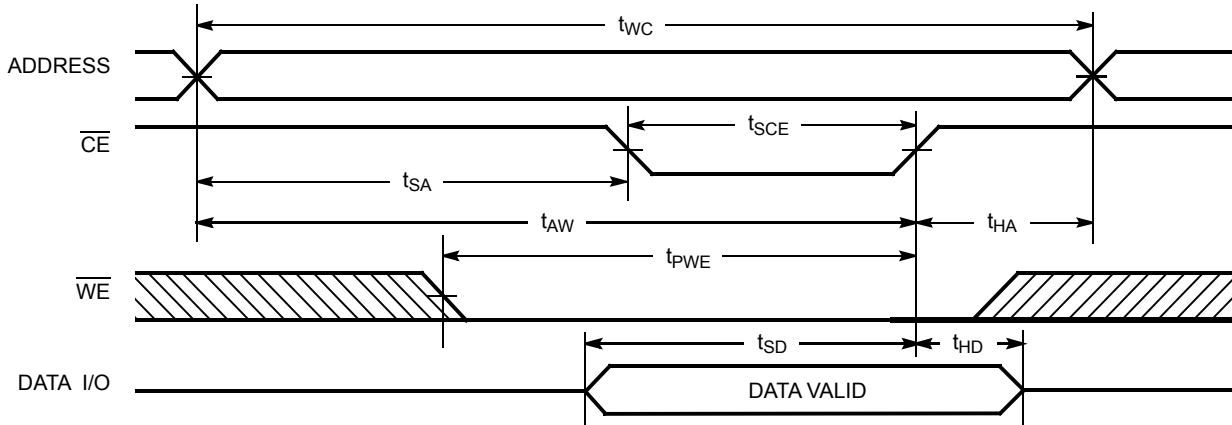 tWC
ADDRESS
CE
tSCE
tSA
tAW
tHA
tPWE
WE
tSD
tHD
DATA I/O
DATA VALID